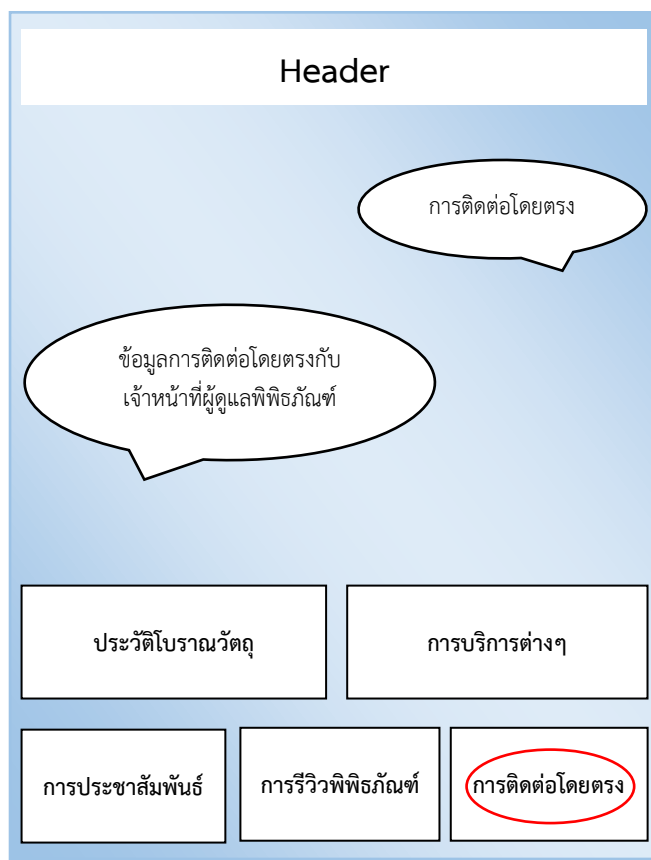 Header
การติดต่อโดยตรง
ข้อมูลการติดต่อโดยตรงกับ
เจ้าหน้าที่ผู้ดูแลพิพิธภัณฑ์
ประวัติโบราณวัตถุ
การบริการต่างๆ
การประชาสัมพันธ์
การรีวิวพิพิธภัณฑ์
การติดต่อโดยตรง